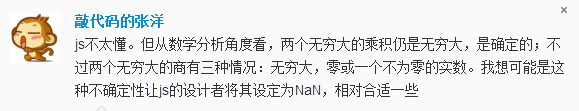 敲代码的张洋
js不太懂。但从数学分析角度看，两个无穷大的乘积仍是无穷大，是确定的；不
过两个无穷大的商有三种情况：无穷大，零或一个不为零的实数。我想可能是这
种不确定性让js的设计者将其设定为NaN，相对合适一些